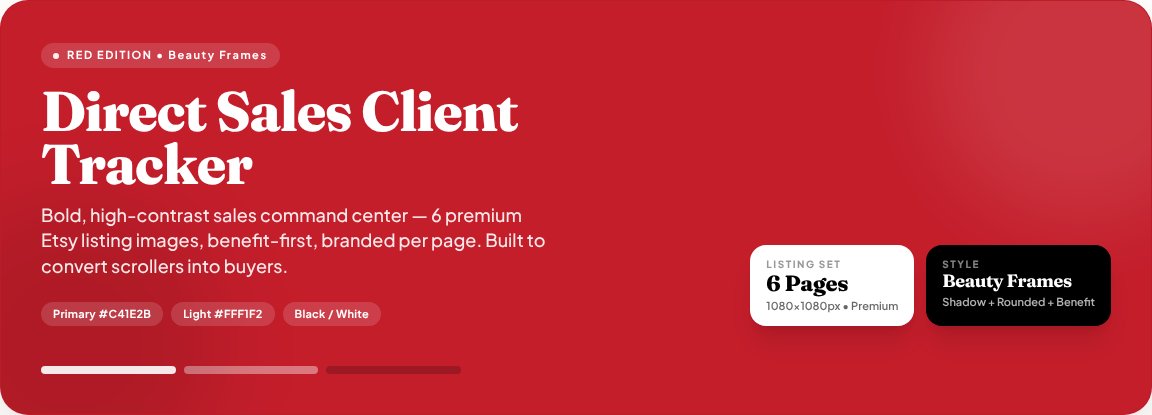 RED EDITION • Beauty Frames
Direct Sales Client
Tracker
Bold, high-contrast sales command center — 6 premium
Etsy listing images, benefit-first, branded per page. Built to
convert scrollers into buyers.
Primary #C41E2B
Light #FFF1F2
Black / White
LISTING SET
6 Pages
1080×1080px • Premium
STYLE
Beauty Frames
Shadow + Rounded + Benefit